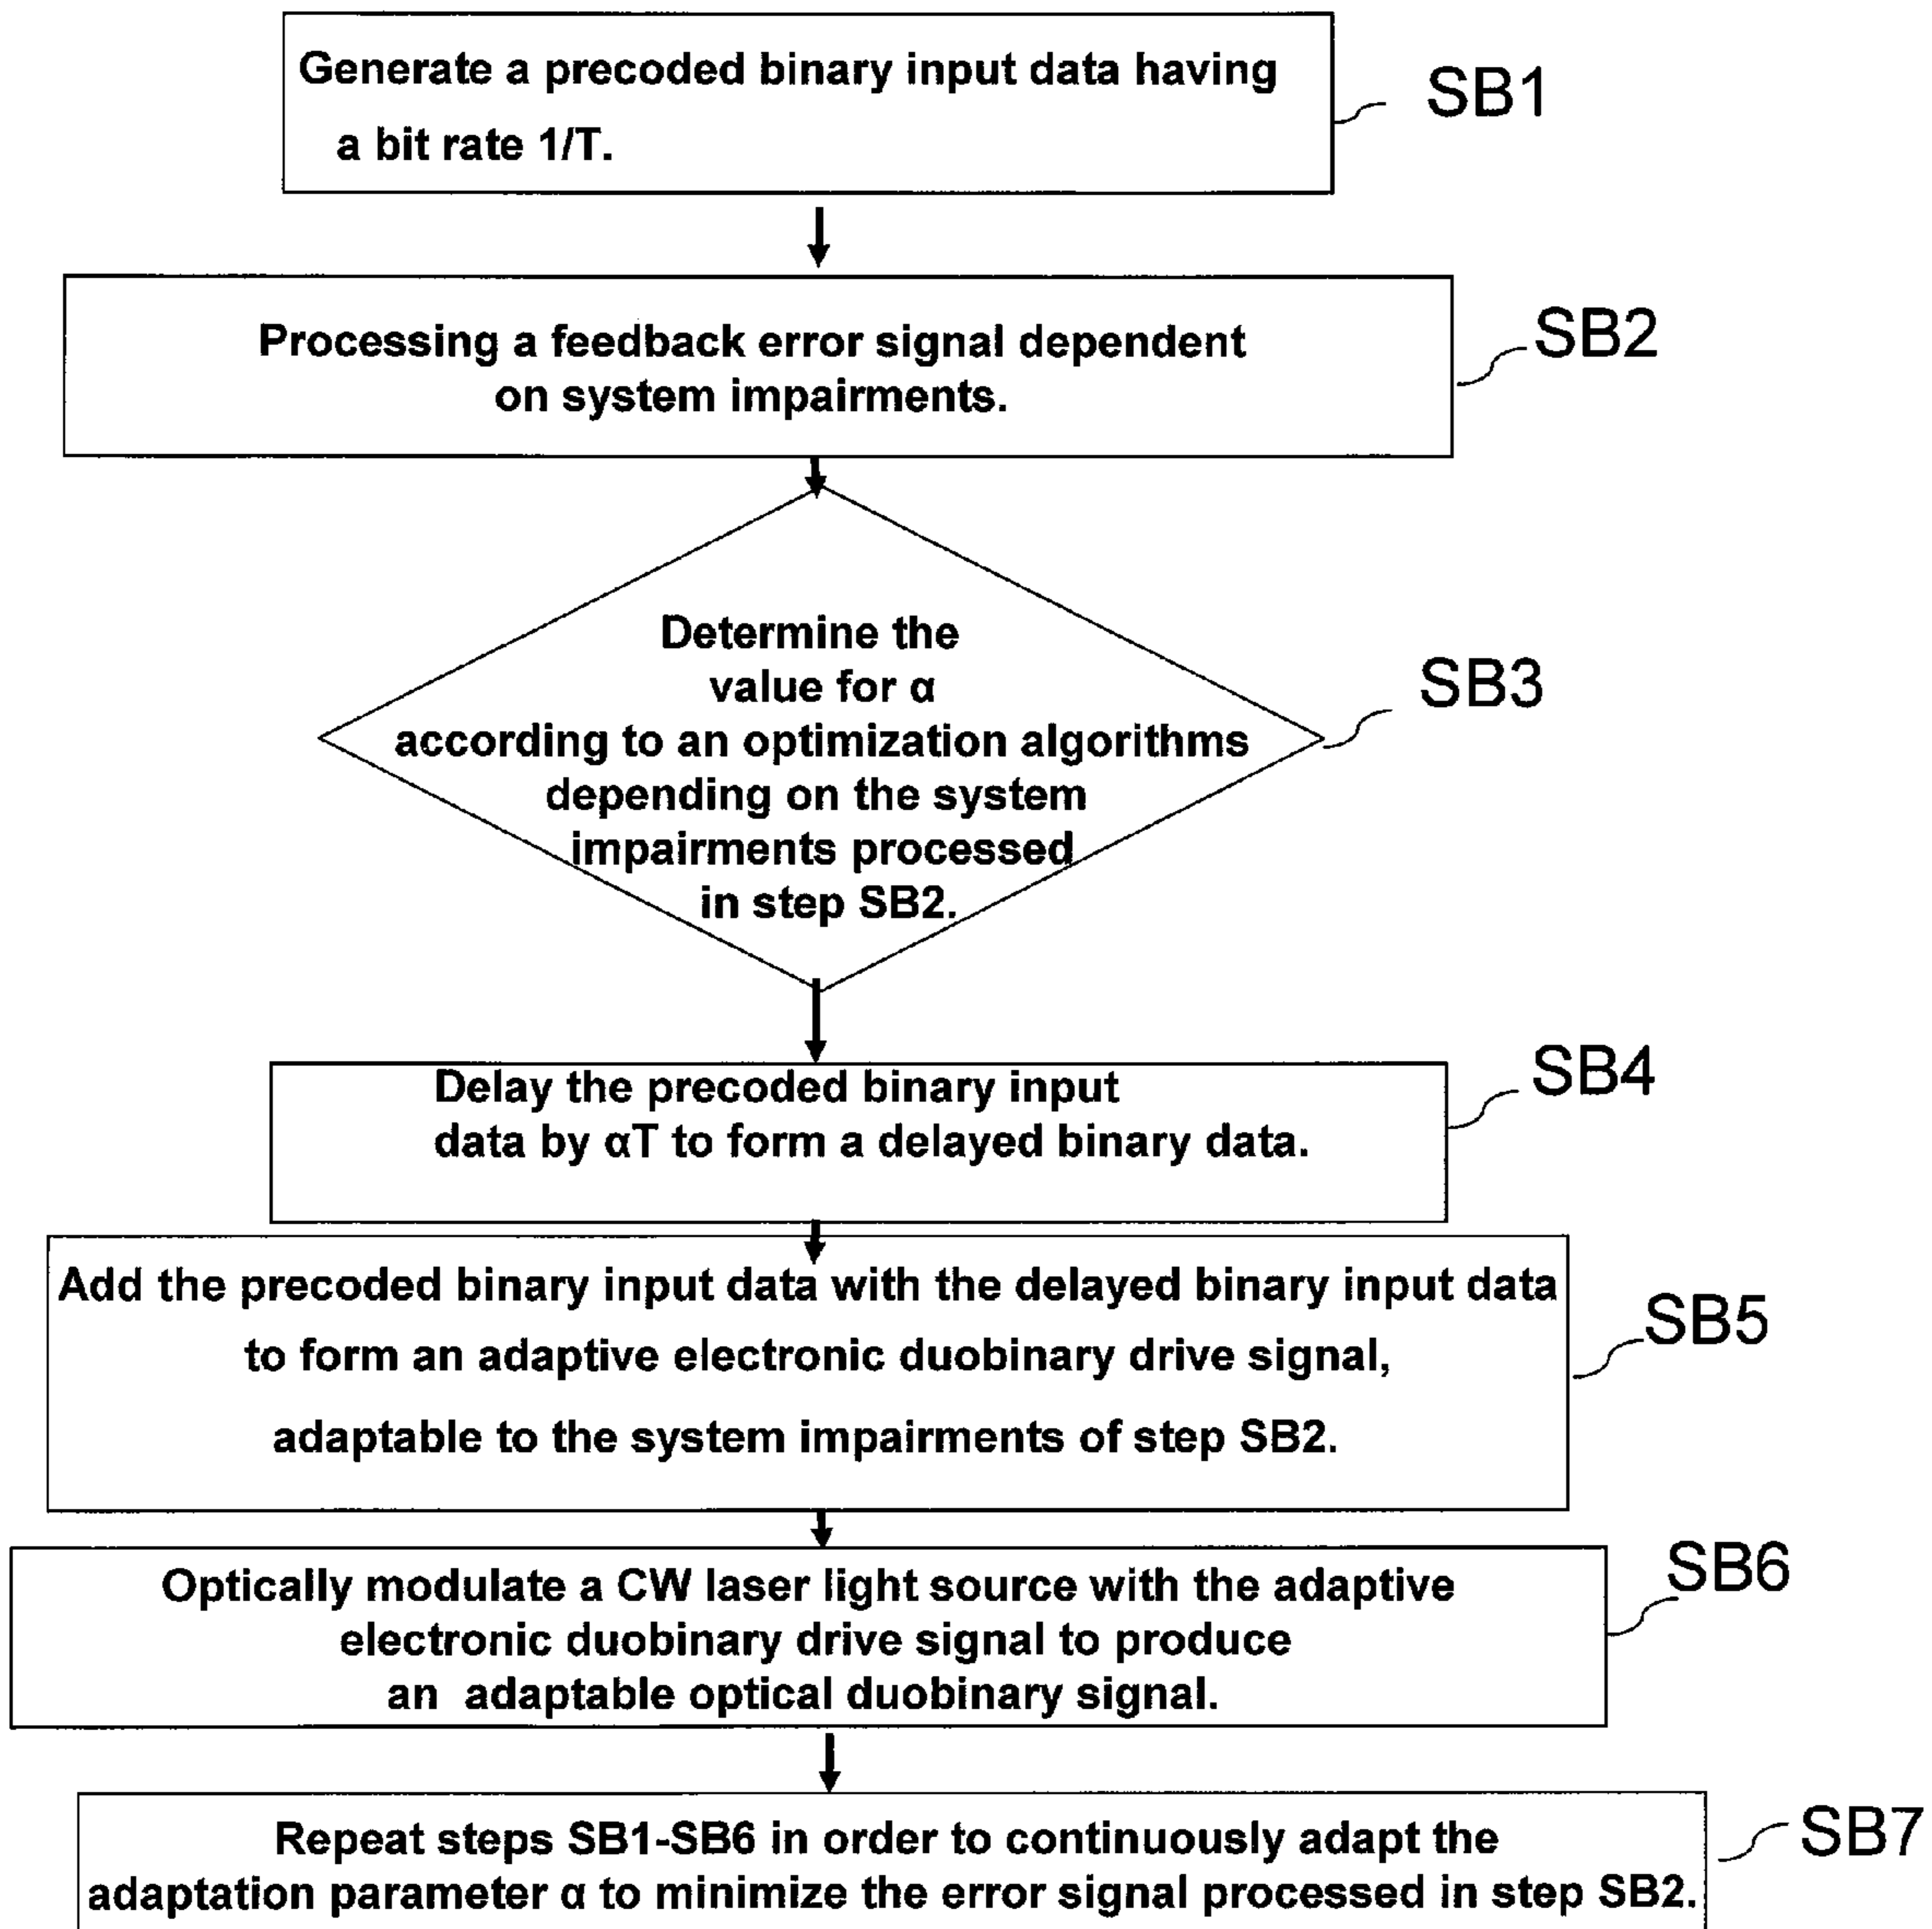 Generate a precoded binary input data having
a bit rate 1/T.
SB1
Processing a feedback error signal dependent
on system impairments.
SB2
Determine the
value for α
according to an optimization algorithms
depending on the system
impairments processed
in step SB2.
SB3
Delay the precoded binary input
data by αT to form a delayed binary data.
SB4
Add the precoded binary input data with the delayed binary input data
to form an adaptive electronic duobinary drive signal,
adaptable to the system impairments of step SB2.
SB5
Optically modulate a CW laser light source with the adaptive
electronic duobinary drive signal to produce
an adaptable optical duobinary signal.
SB6
Repeat steps SB1-SB6 in order to continuously adapt the
adaptation parameter α to minimize the error signal processed in step SB2.
SB7